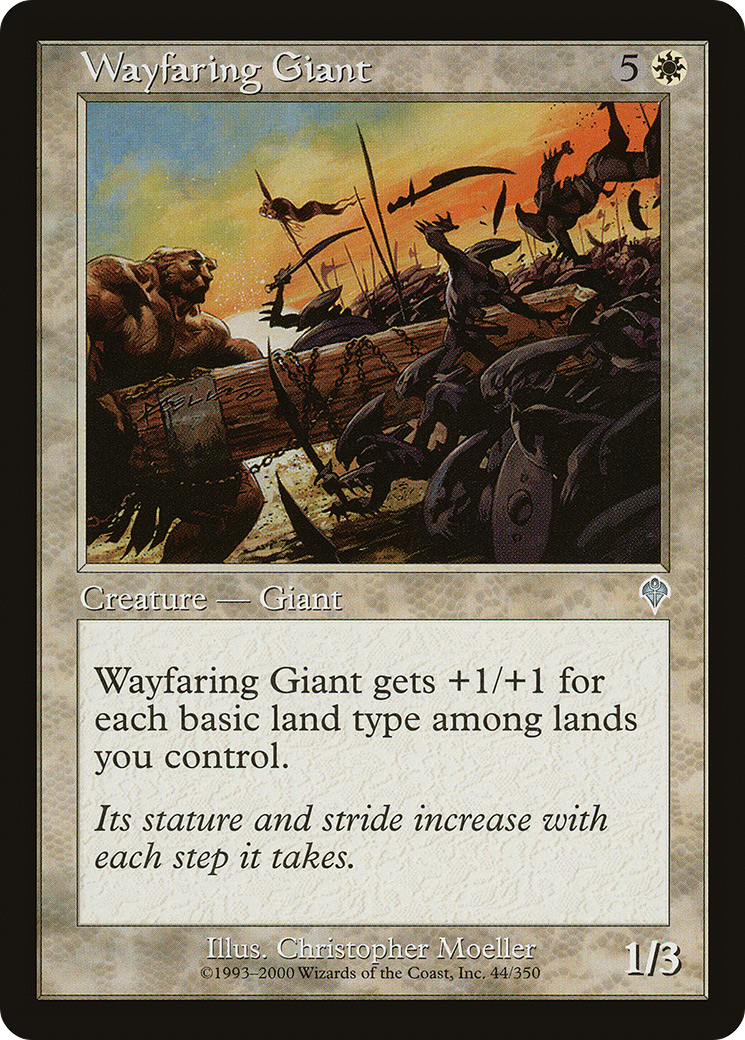 Wayfaring Giant 5
Creature — Giant
Wayfaring Giant gets +1/+1 for
each basic land type among lands
you control.
Its stature and stride increase with
each step it takes.
Illus. Christopher Moeller
©1993–2000 Wizards of the Coast, Inc. 44/350
1/3